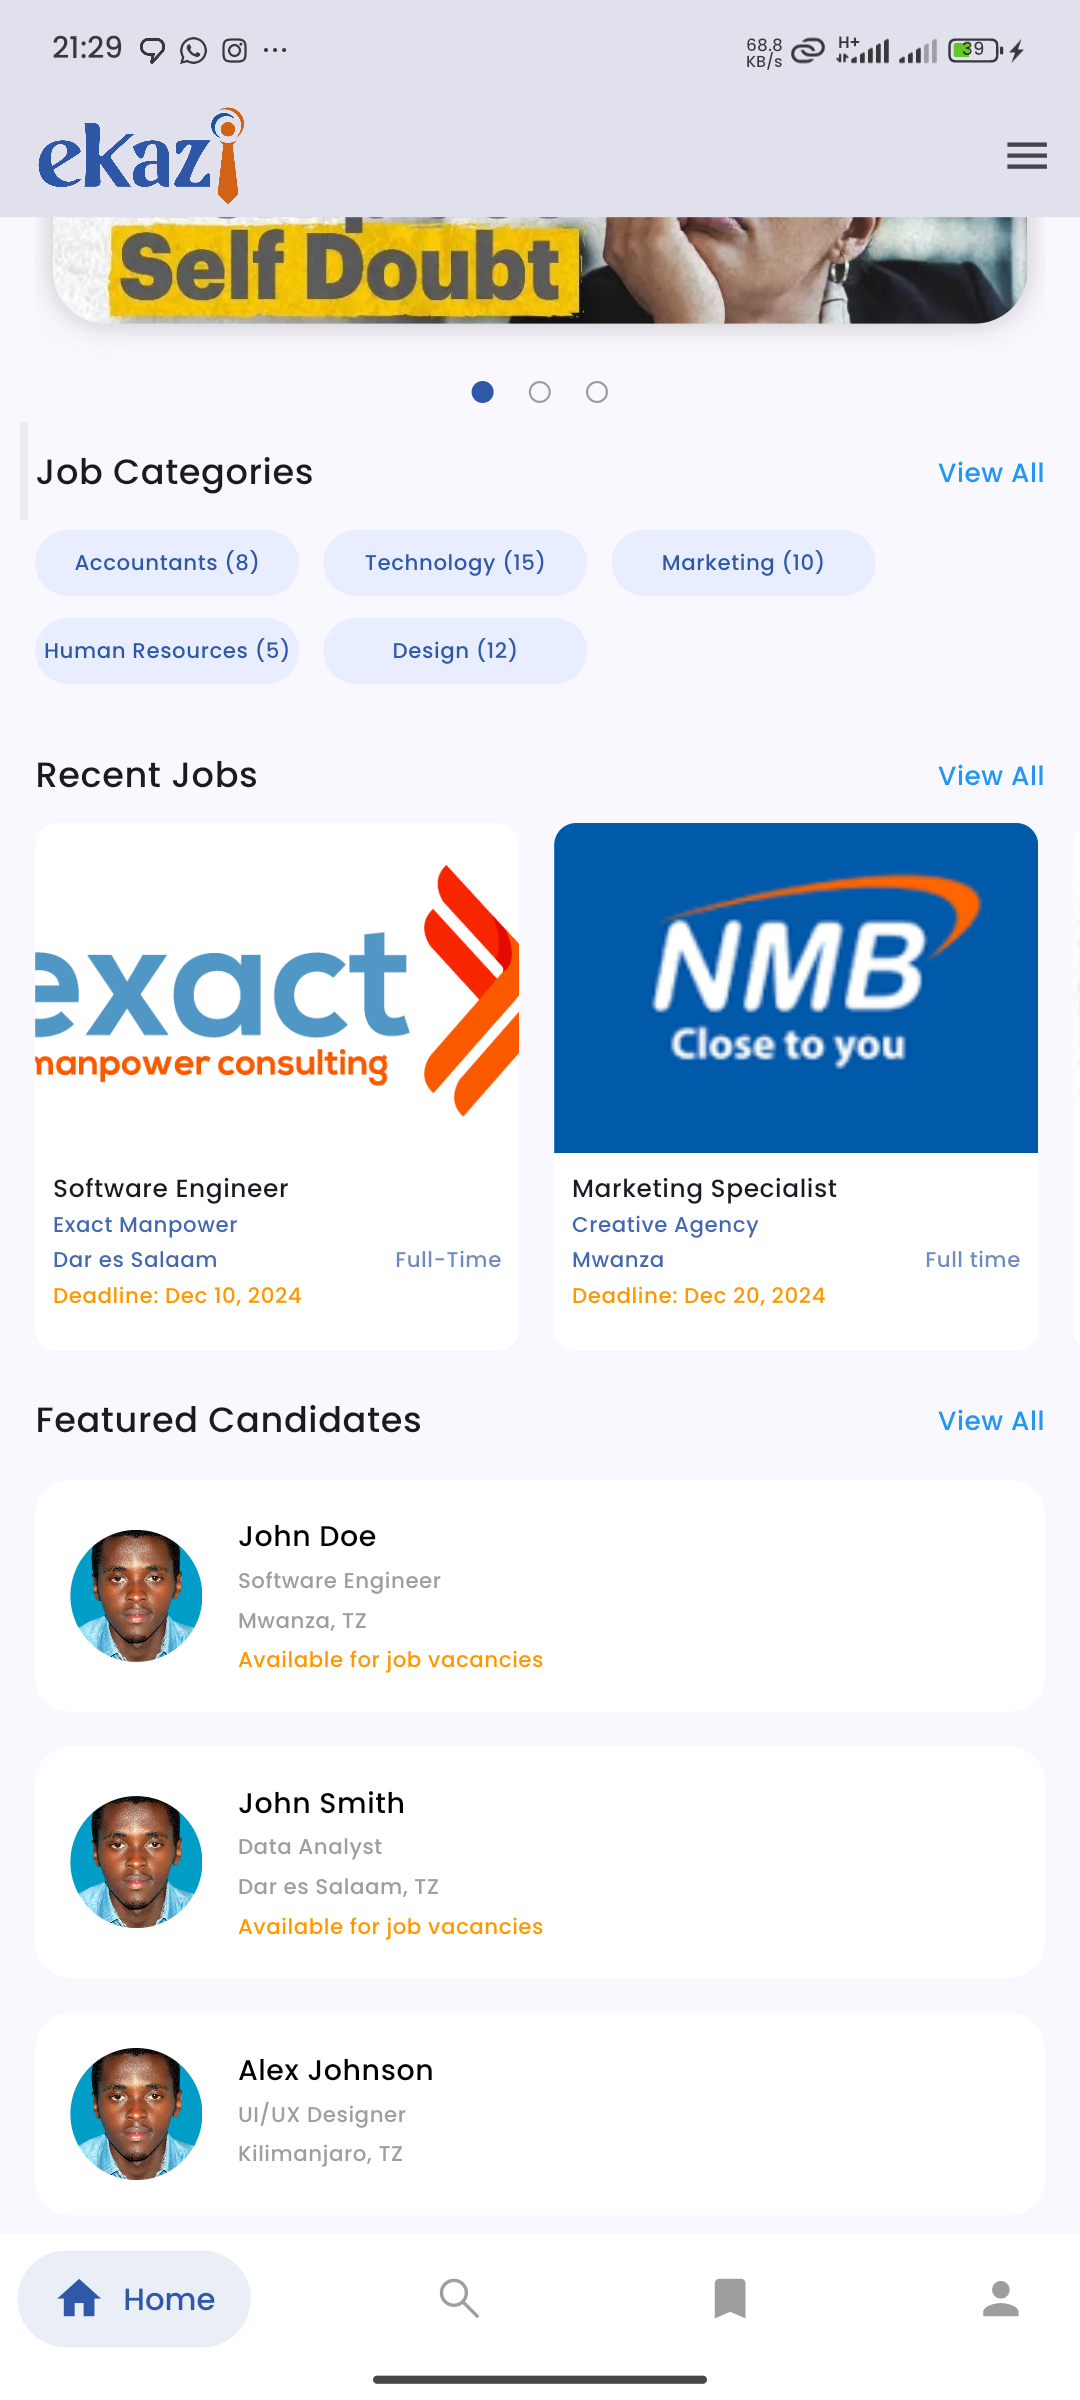 21:29
68.8 KB/s
H+
39
ekazi
Self Doubt
Job Categories
View All
Accountants (8)
Technology (15)
Marketing (10)
Human Resources (5)
Design (12)
Recent Jobs
View All
exact
manpower consulting
NMB
Close to you
Software Engineer
Exact Manpower
Dar es Salaam
Full-Time
Deadline: Dec 10, 2024
Marketing Specialist
Creative Agency
Mwanza
Full time
Deadline: Dec 20, 2024
Featured Candidates
View All
John Doe
Software Engineer
Mwanza, TZ
Available for job vacancies
John Smith
Data Analyst
Dar es Salaam, TZ
Available for job vacancies
Alex Johnson
UI/UX Designer
Kilimanjaro, TZ
Home